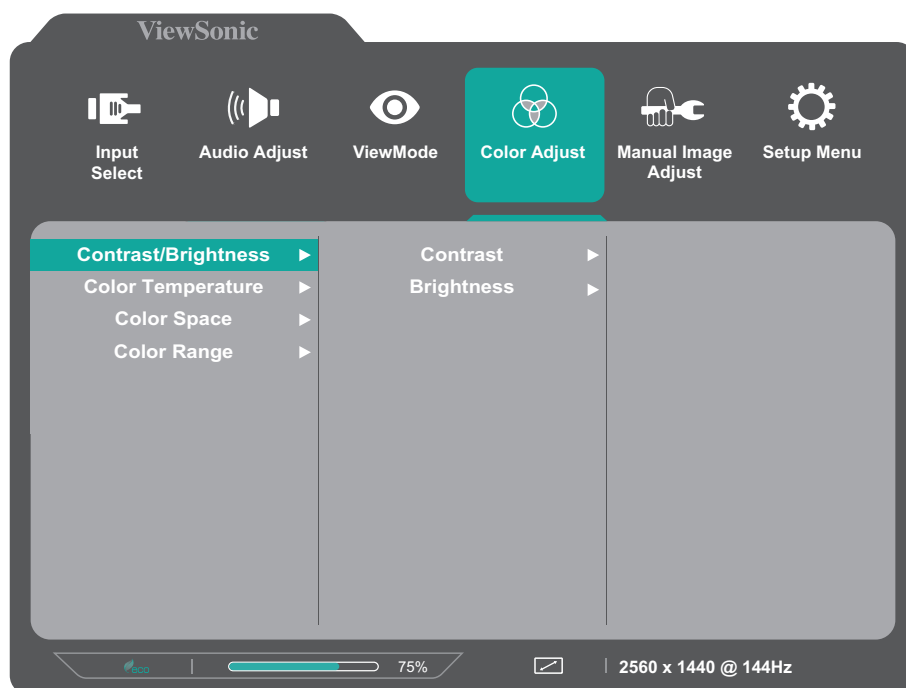 ViewSonic
Input
Select
Audio Adjust
ViewMode
Color Adjust
Manual Image
Adjust
Setup Menu
Contrast/Brightness
Color Temperature
Color Space
Color Range
Contrast
Brightness
eco
75%
2560 x 1440 @ 144Hz